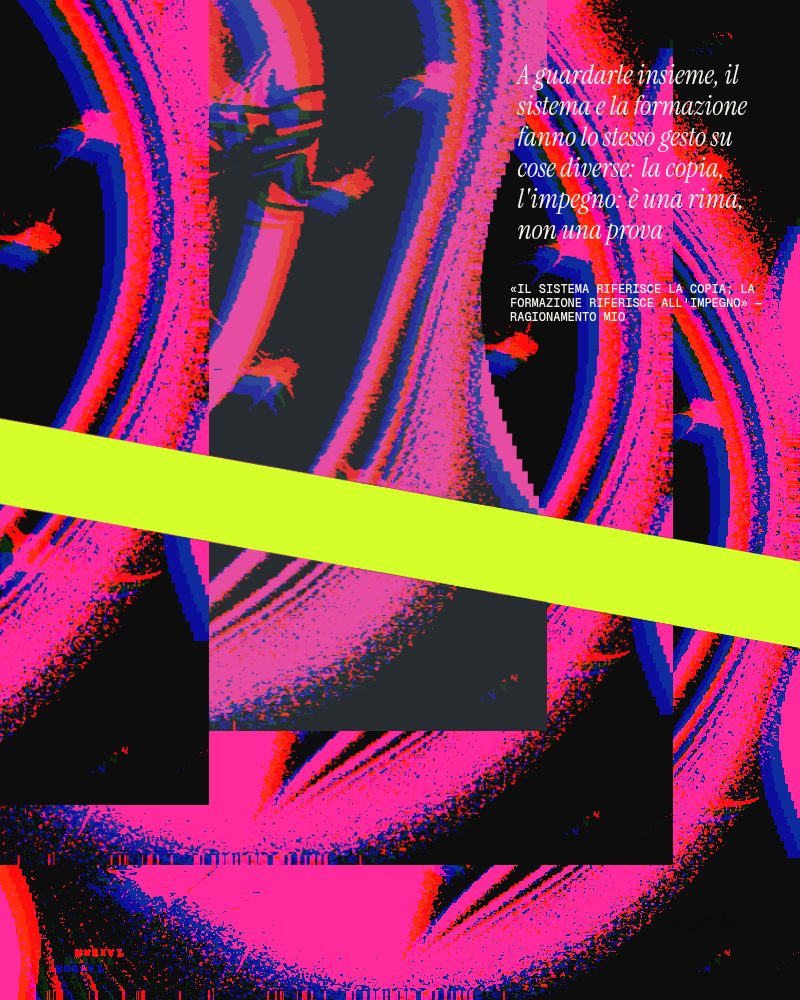 A guardarle insieme, il
sistema e la formazione
fanno lo stesso gesto su
cose diverse: la copia,
l'impegno: è una rima,
non una prova
«IL SISTEMA RIFERISCE LA COPIA; LA
FORMAZIONE RIFERISCE ALL'IMPEGNO» —
RAGIONAMENTO MIO